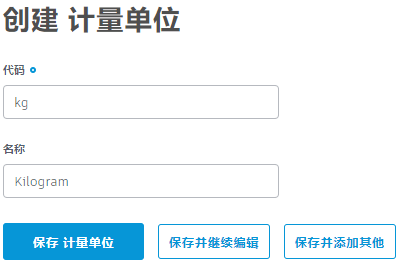 创建 计量单位
代码
kg
名称
Kilogram
保存 计量单位
保存并继续编辑
保存并添加其他